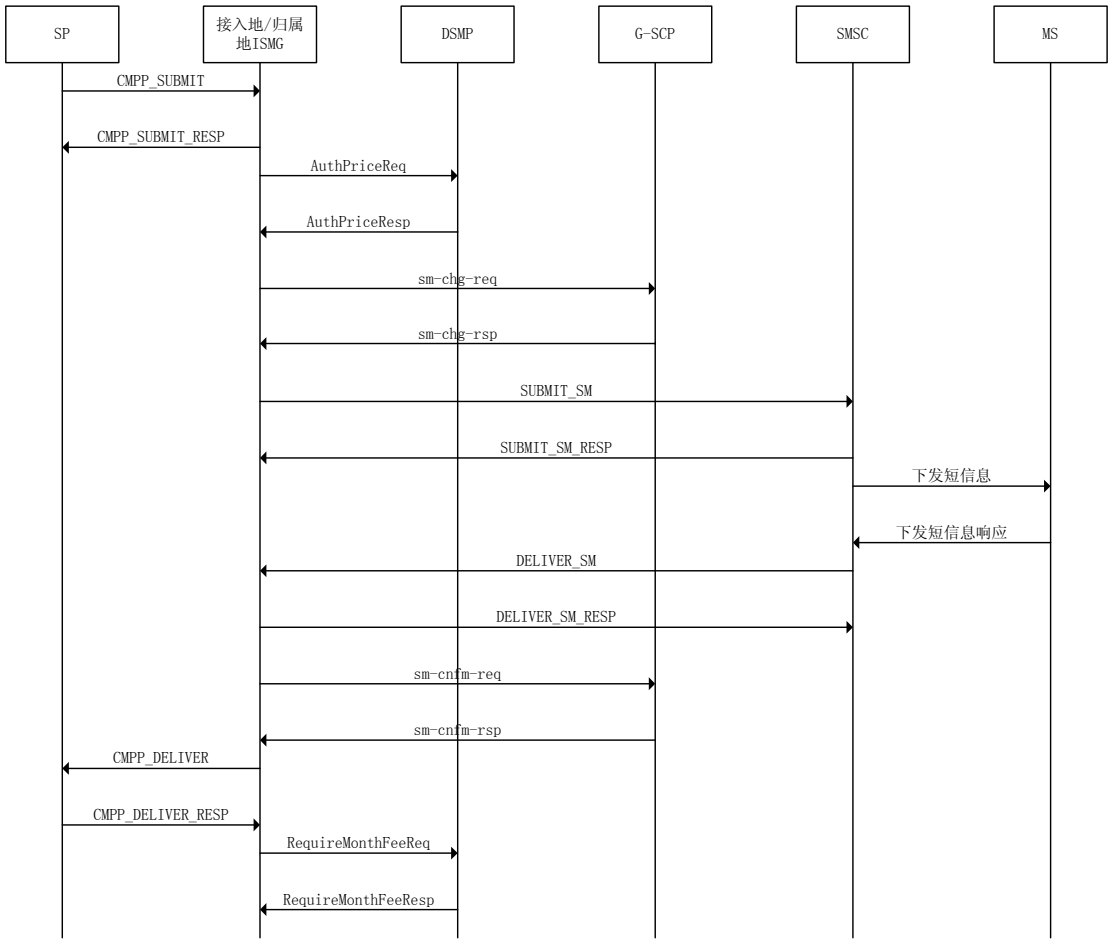 SP
接入地/归属
地ISMG
DSMP
G-SCP
SMSC
MS
CMPP_SUBMIT
CMPP_SUBMIT_RESP
AuthPriceReq
AuthPriceResp
sm-chg-req
sm-chg-rsp
SUBMIT_SM
SUBMIT_SM_RESP
下发短信息
下发短信息响应
DELIVER_SM
DELIVER_SM_RESP
sm-cnfm-req
sm-cnfm-rsp
CMPP_DELIVER
CMPP_DELIVER_RESP
RequireMonthFeeReq
RequireMonthFeeResp